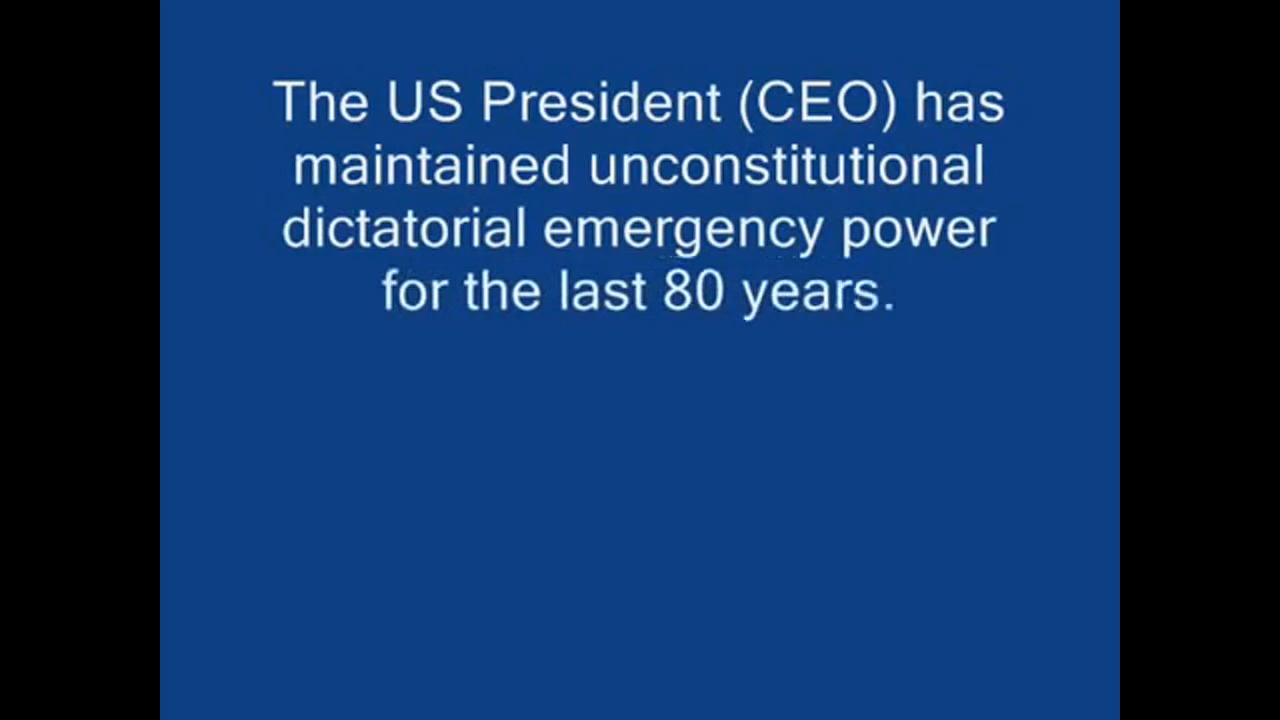 The US President (CEO) has
maintained unconstitutional
dictatorial emergency power
for the last 80 years.